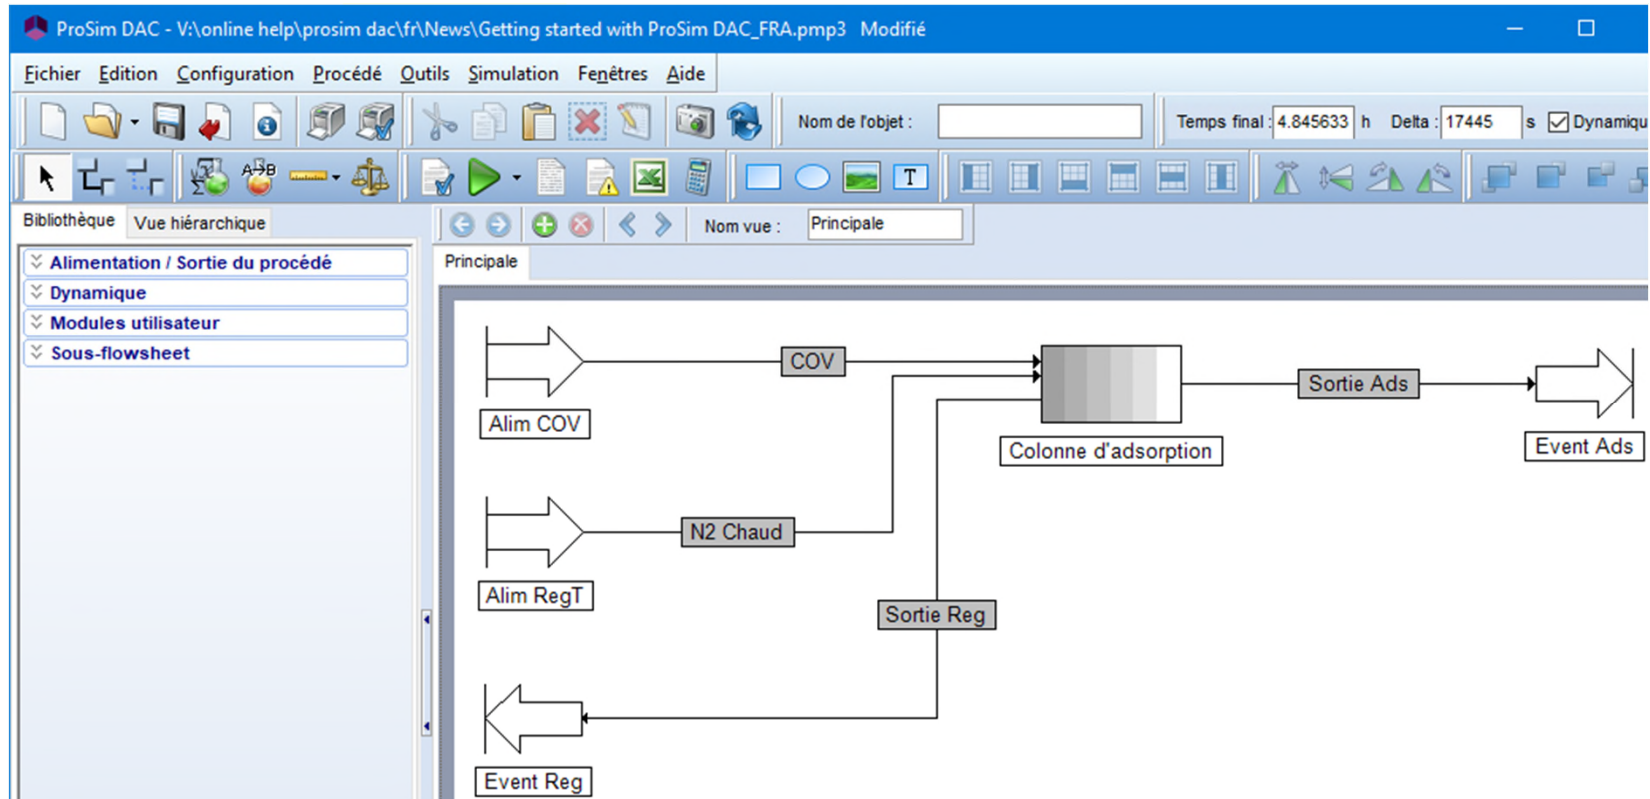 ProSim DAC - V:\online help\prosim dac\fr\News\Getting started with ProSim DAC_FRA.pmp3 Modifié
Fichier Edition Configuration Procédé Outils Simulation Fenêtres Aide
Nom de l'objet : Temps final : 4.845633 h Delta : 17445 s Dynamiqu
A→B
T
Bibliothèque Vue hiérarchique
Nom vue : Principale
Alimentation / Sortie du procédé
Dynamique
Modules utilisateur
Sous-flowsheet
Principale
COV
Sortie Ads
Alim COV
Colonne d'adsorption
Event Ads
N2 Chaud
Alim RegT
Sortie Reg
Event Reg